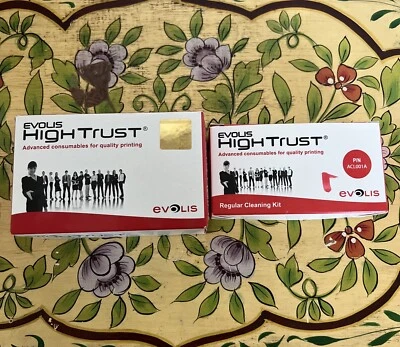 EVOLIS
HIGHTRUST®
Advanced consumables for quality printing
evolis
EVOLIS
HIGHTRUST®
Advanced consumables for quality printing
P/N
ACL001A
Regular Cleaning Kit
evolis